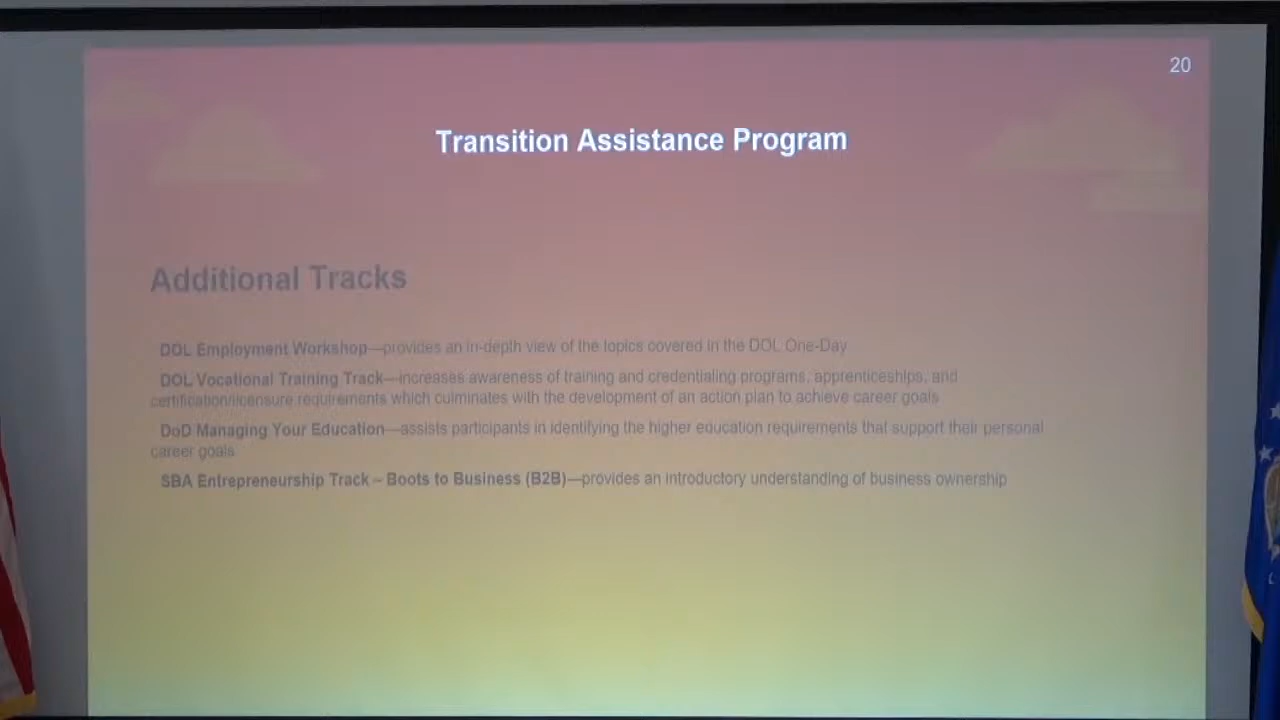 20
Transition Assistance Program
Additional Tracks
DOL Employment Workshop—provides an in-depth view of the topics covered in the DOL One-Day
DOL Vocational Training Track—increases awareness of training and credentialing programs, apprenticeships, and
certification/licensure requirements which culminates with the development of an action plan to achieve career goals
DoD Managing Your Education—assists participants in identifying the higher education requirements that support their personal
career goals
SBA Entrepreneurship Track – Boots to Business (B2B)—provides an introductory understanding of business ownership